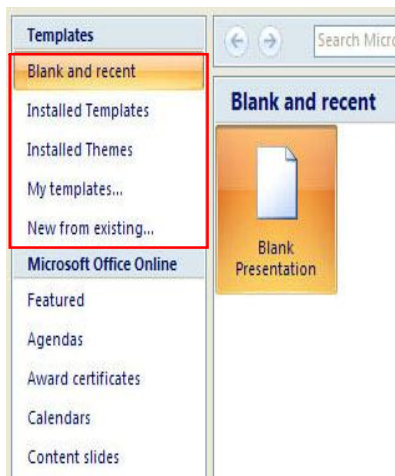 Templates
Blank and recent
Installed Templates
Installed Themes
My templates...
New from existing...
Microsoft Office Online
Featured
Agendas
Award certificates
Calendars
Content slides
Search Micro
Blank and recent
Blank
Presentation